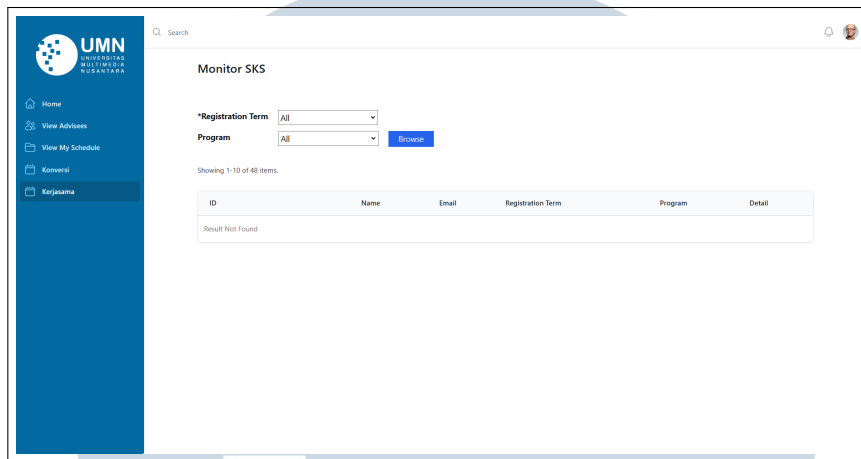 Search
UMN
UNIVERSITAS
MULTIMEDIA
NUSANTARA
Home
View Advisees
View My Schedule
Konversi
Kerjasama
Monitor SKS
*Registration Term All
Program All Browse
Showing 1-10 of 48 items.
ID Name Email Registration Term Program Detail
Result Not Found